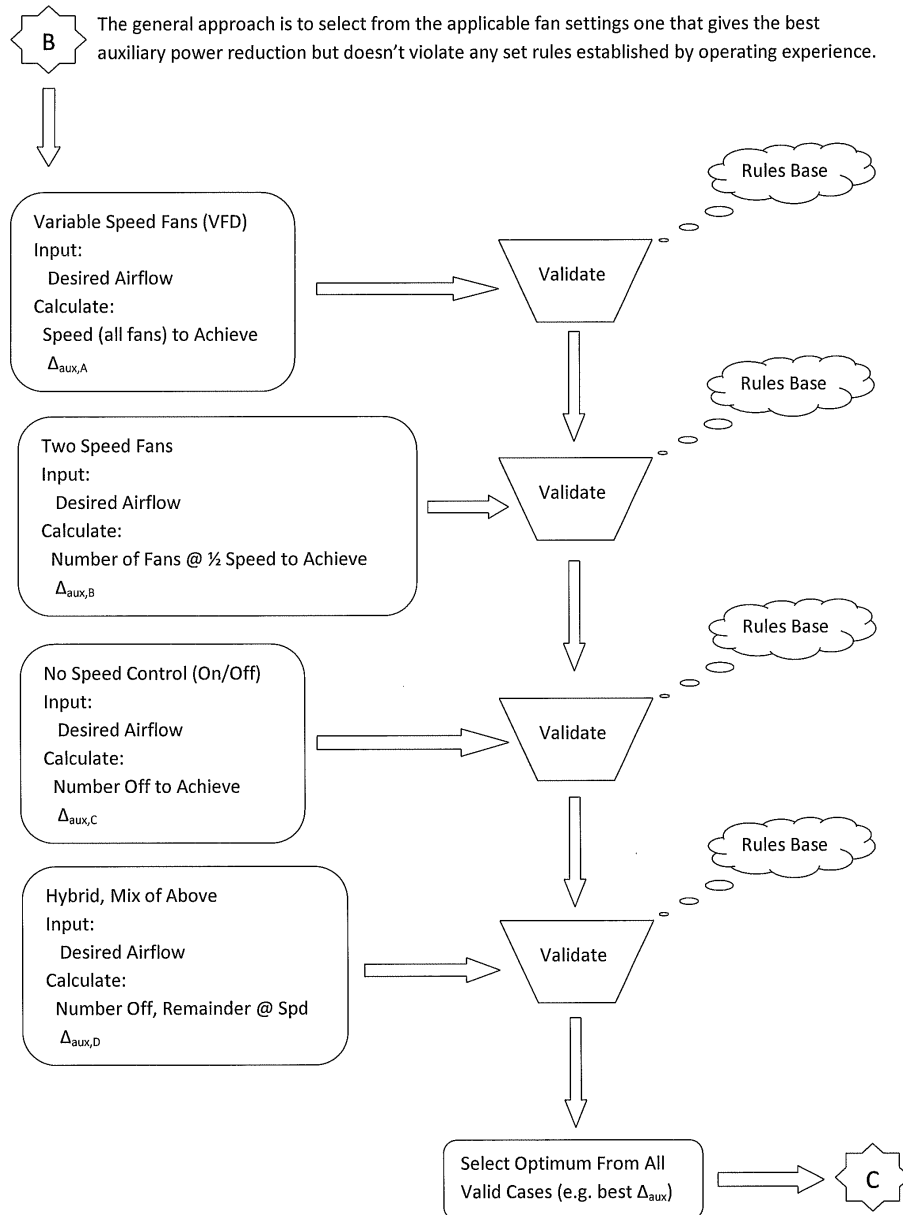 B
The general approach is to select from the applicable fan settings one that gives the best
auxiliary power reduction but doesn't violate any set rules established by operating experience.
Rules Base
Variable Speed Fans (VFD)
Input:
Desired Airflow
Calculate:
Speed (all fans) to Achieve
Δaux,A
Validate
Rules Base
Two Speed Fans
Input:
Desired Airflow
Calculate:
Number of Fans @ ½ Speed to Achieve
Δaux,B
Validate
Rules Base
No Speed Control (On/Off)
Input:
Desired Airflow
Calculate:
Number Off to Achieve
Δaux,C
Validate
Rules Base
Hybrid, Mix of Above
Input:
Desired Airflow
Calculate:
Number Off, Remainder @ Spd
Δaux,D
Validate
Select Optimum From All
Valid Cases (e.g. best Δaux)
C